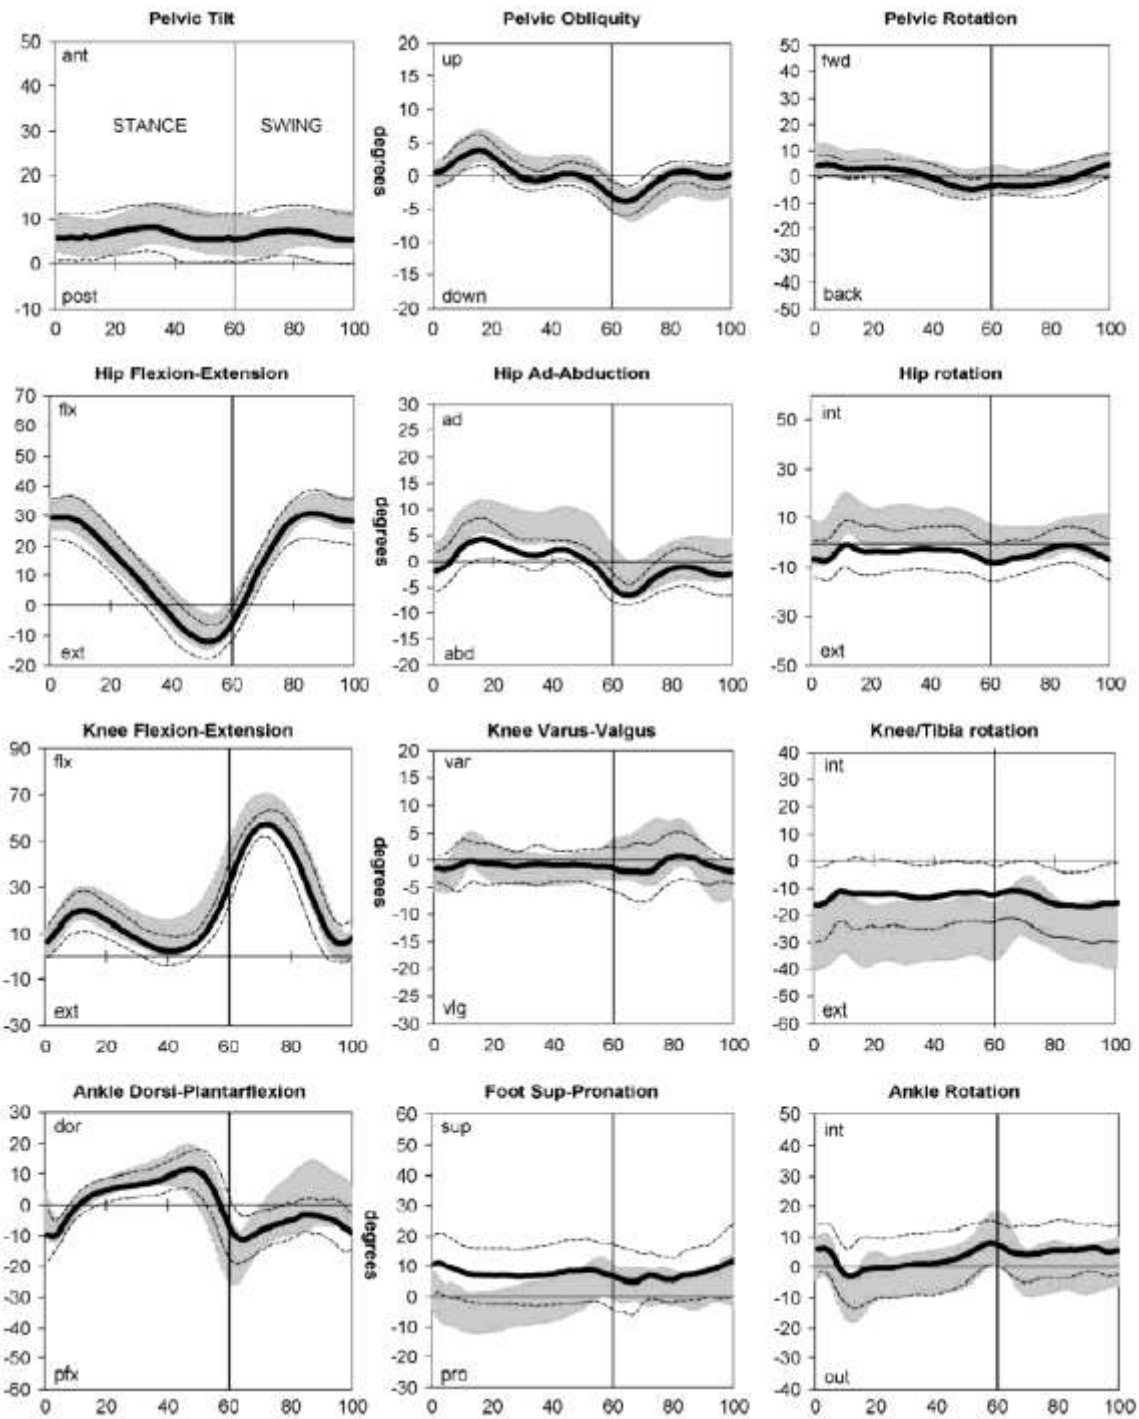 Pelvic Tilt
50
ant
40
30
STANCE SWING
20
10
0
post
-10
0 20 40 60 80 100
Pelvic Obliquity
20
up
15
10
5
degrees
0
-5
-10
-15
down
-20
0 20 40 60 80 100
Pelvic Rotation
50
fwd
40
30
20
10
0
-10
-20
-30
-40
back
-50
0 20 40 60 80 100
Hip Flexion-Extension
70
flx
60
50
40
30
20
10
0
-10
ext
-20
0 20 40 60 80 100
Hip Ad-Abduction
30
ad
25
20
15
10
degrees
5
0
-5
-10
-15
abd
-20
0 20 40 60 80 100
Hip rotation
int
50
30
10
-10
-30
ext
-50
0 20 40 60 80 100
Knee Flexion-Extension
90
flx
70
50
30
10
-10
ext
-30
0 20 40 60 80 100
Knee Varus-Valgus
20
var
15
10
5
0
degrees
-5
-10
-15
-20
-25
vlg
-30
0 20 40 60 80 100
Knee/Tibia rotation
40
int
30
20
10
0
-10
-20
-30
-40
-50
ext
-60
0 20 40 60 80 100
Ankle Dorsi-Plantarflexion
30
dor
20
10
0
-10
-20
-30
-40
-50
pfx
-60
0 20 40 60 80 100
Foot Sup-Pronation
60
sup
50
40
30
20
degrees
10
0
-10
-20
pro
-30
0 20 40 60 80 100
Ankle Rotation
50
int
40
30
20
10
0
-10
-20
-30
out
-40
0 20 40 60 80 100